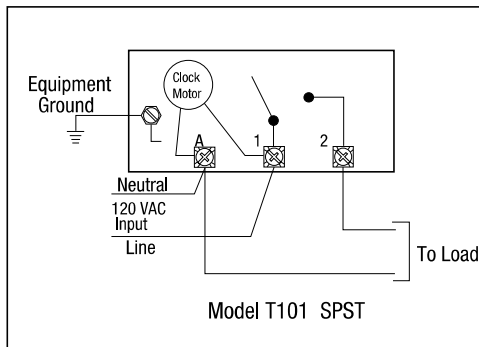 Equipment
Ground
Clock
Motor
A
1
2
Neutral
120 VAC
Input
Line
To Load
Model T101 SPST